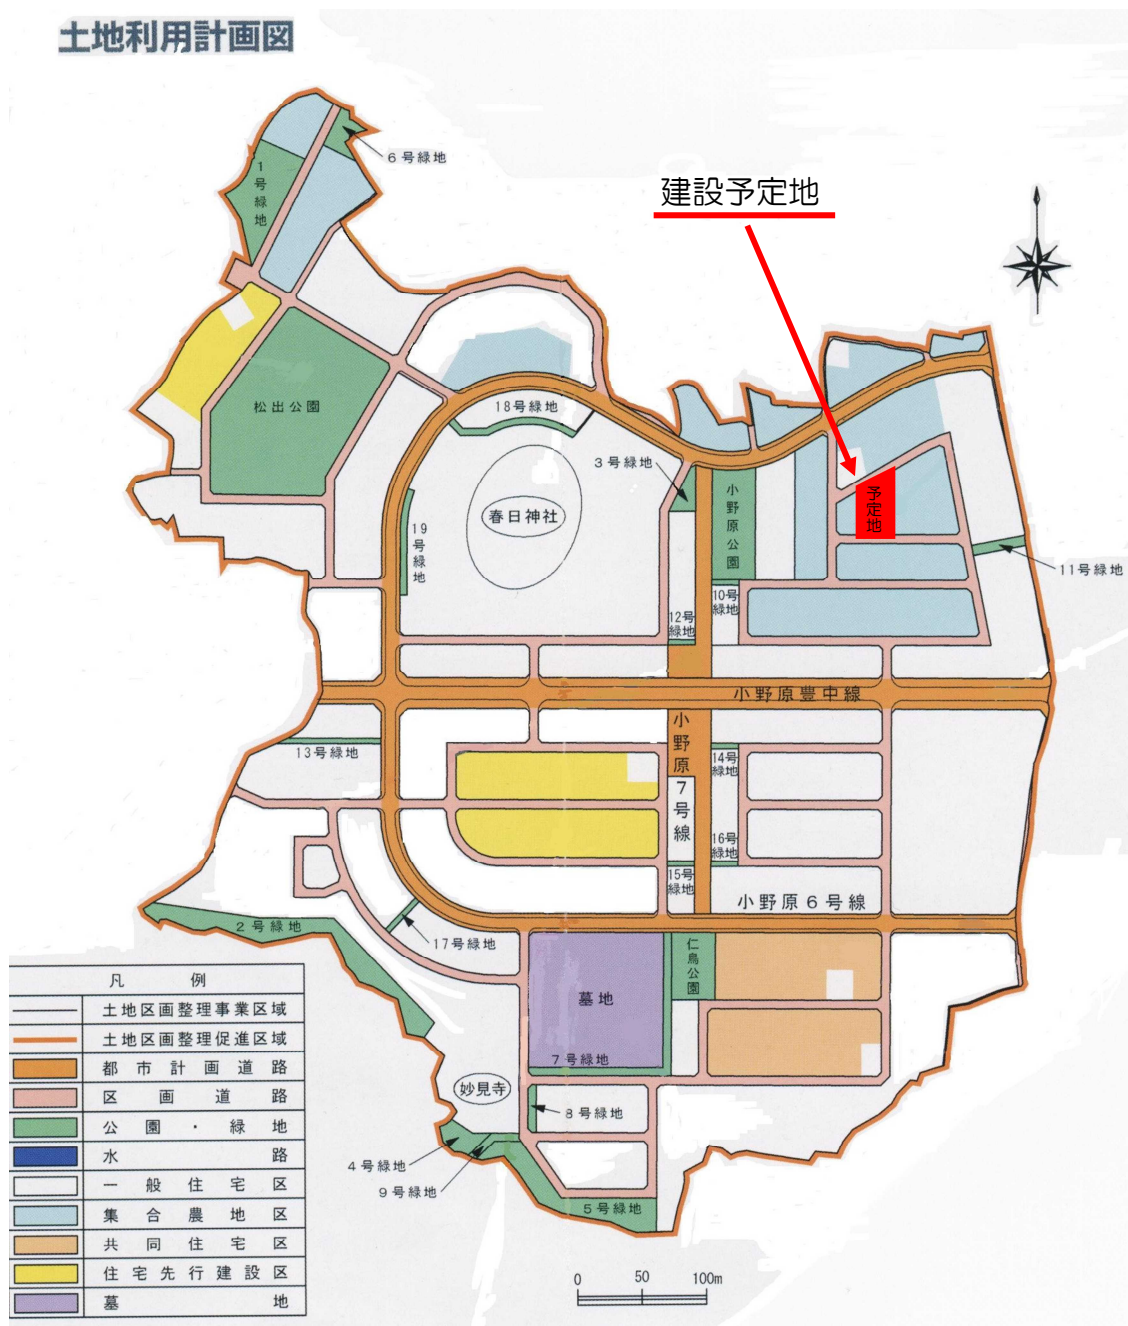 土地利用計画図
6号緑地
1号緑地
建設予定地
松出公園
18号緑地
3号緑地
小野原公園
予定地
春日神社
19号緑地
11号緑地
10号緑地
12号緑地
小野原豊中線
小野原7号線
13号緑地
14号緑地
16号緑地
15号緑地
小野原6号線
2号緑地
17号緑地
仁鳥公園
墓地
7号緑地
妙見寺
8号緑地
4号緑地
9号緑地
5号緑地
凡例
土地区画整理事業区域
土地区画整理促進区域
都市計画道路
区画道路
公園・緑地
水路
一般住宅区
集合農地区
共同住宅区
住宅先行建設区
墓地
0 50 100m